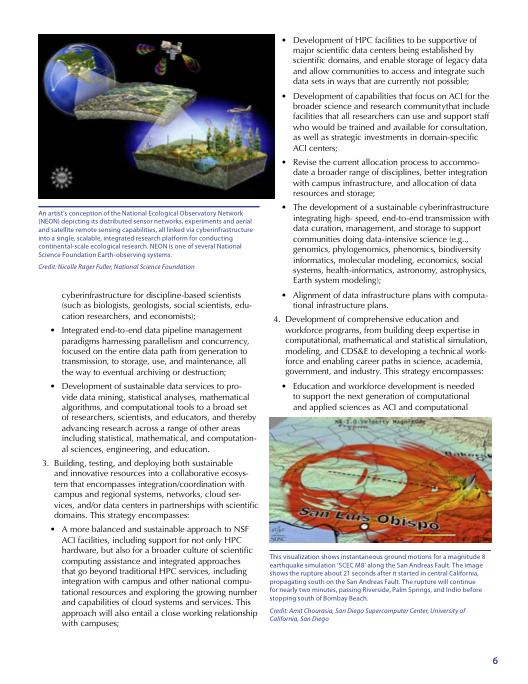 An artist's conception of the National Ecological Observatory Network
(NEON) depicting its distributed sensor networks, experiments and aerial
and satellite remote sensing capabilities, all linked via cyberinfrastructure
into a single, scalable, integrated research platform for conducting
continental-scale ecological research. NEON is one of several National
Science Foundation Earth-observing systems.
Credit: Nicolle Rager Fuller, National Science Foundation
cyberinfrastructure for discipline-based scientists
(such as biologists, geologists, social scientists, edu-
cation researchers, and economists);
• Integrated end-to-end data pipeline management
paradigms harnessing parallelism and concurrency,
focused on the entire data path from generation to
transmission, to storage, use, and maintenance, all
the way to eventual archiving or destruction;
• Development of sustainable data services to pro-
vide data mining, statistical analyses, mathematical
algorithms, and computational tools to a broad set
of researchers, scientists, and educators, and thereby
advancing research across a range of other areas
including statistical, mathematical, and computation-
al sciences, engineering, and education.
3. Building, testing, and deploying both sustainable
and innovative resources into a collaborative ecosys-
tem that encompasses integration/coordination with
campus and regional systems, networks, cloud ser-
vices, and/or data centers in partnerships with scientific
domains. This strategy encompasses:
• A more balanced and sustainable approach to NSF
ACI facilities, including support for not only HPC
hardware, but also for a broader culture of scientific
computing assistance and integrated approaches
that go beyond traditional HPC services, including
integration with campus and other national compu-
tational resources and exploring the growing number
and capabilities of cloud systems and services. This
approach will also entail a close working relationship
with campuses;
• Development of HPC facilities to be supportive of
major scientific data centers being established by
scientific domains, and enable storage of legacy data
and allow communities to access and integrate such
data sets in ways that are currently not possible;
• Development of capabilities that focus on ACI for the
broader science and research communitythat include
facilities that all researchers can use and support staff
who would be trained and available for consultation,
as well as strategic investments in domain-specific
ACI centers;
• Revise the current allocation process to accommo-
date a broader range of disciplines, better integration
with campus infrastructure, and allocation of data
resources and storage;
• The development of a sustainable cyberinfrastructure
integrating high- speed, end-to-end transmission with
data curation, management, and storage to support
communities doing data-intensive science (e.g.,.
genomics, phylogenomics, phenomics, biodiversity
informatics, molecular modeling, economics, social
systems, health-informatics, astronomy, astrophysics,
Earth system modeling);
• Alignment of data infrastructure plans with computa-
tional infrastructure plans.
4. Development of comprehensive education and
workforce programs, from building deep expertise in
computational, mathematical and statistical simulation,
modeling, and CDS&E to developing a technical work-
force and enabling career paths in science, academia,
government, and industry. This strategy encompasses:
• Education and workforce development is needed
to support the next generation of computational
and applied sciences as ACI and computational
Velocity Magnitude
San Luis Obispo
This visualization shows instantaneous ground motions for a magnitude 8
earthquake simulation 'SCEC M8' along the San Andreas Fault. The image
shows the rupture about 21 seconds after it started in central California,
propagating south on the San Andreas Fault. The rupture will continue
for nearly two minutes, passing Riverside, Palm Springs, and Indio before
stopping south of Bombay Beach.
Credit: Amit Chourasia, San Diego Supercomputer Center, University of
California, San Diego
6